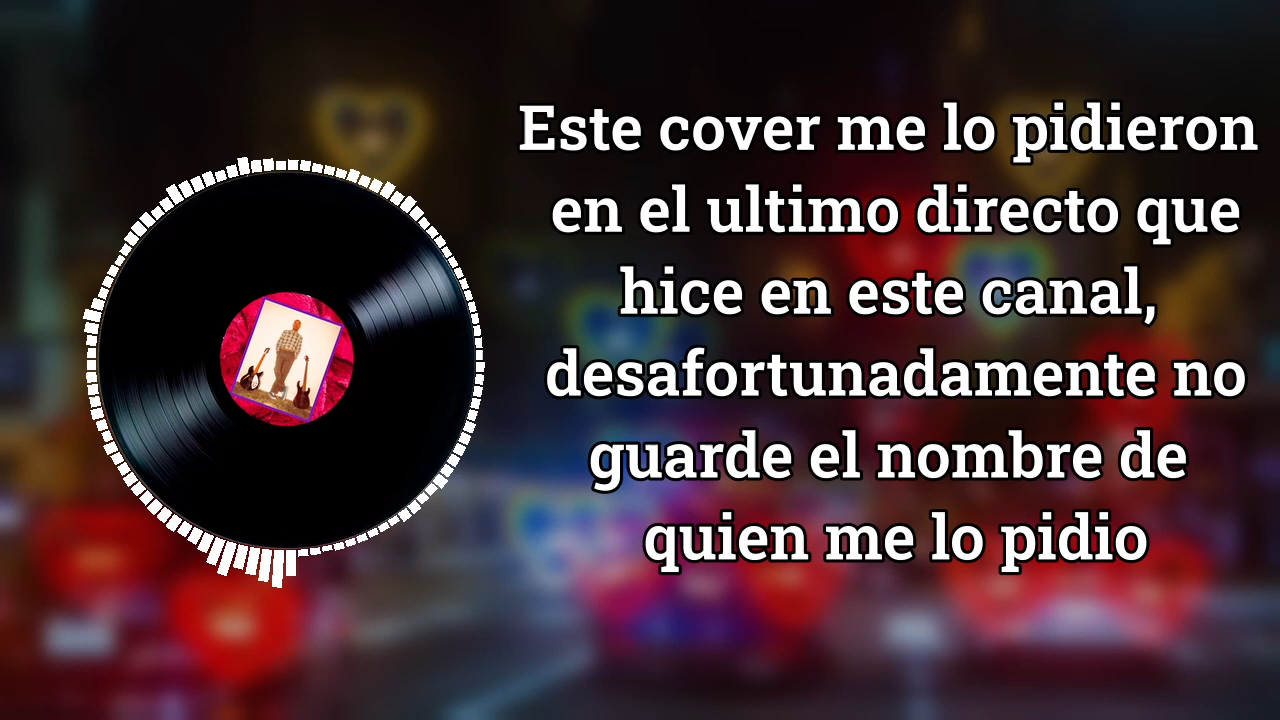 Este cover me lo pidieron
en el ultimo directo que
hice en este canal,
desafortunadamente no
guarde el nombre de
quien me lo pidio